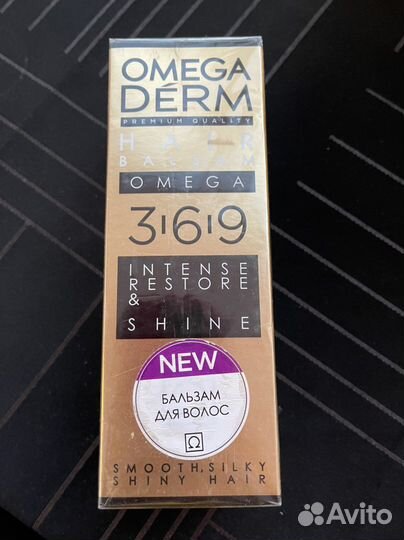 OMEGA
DÉRM
PREMIUM QUALITY
HAIR
BALSAM
OMEGA
3|6|9
INTENSE
RESTORE
&
SHINE
NEW
БАЛЬЗАМ
ДЛЯ ВОЛОС
Ω
SMOOTH, SILKY
SHINY HAIR
Avito